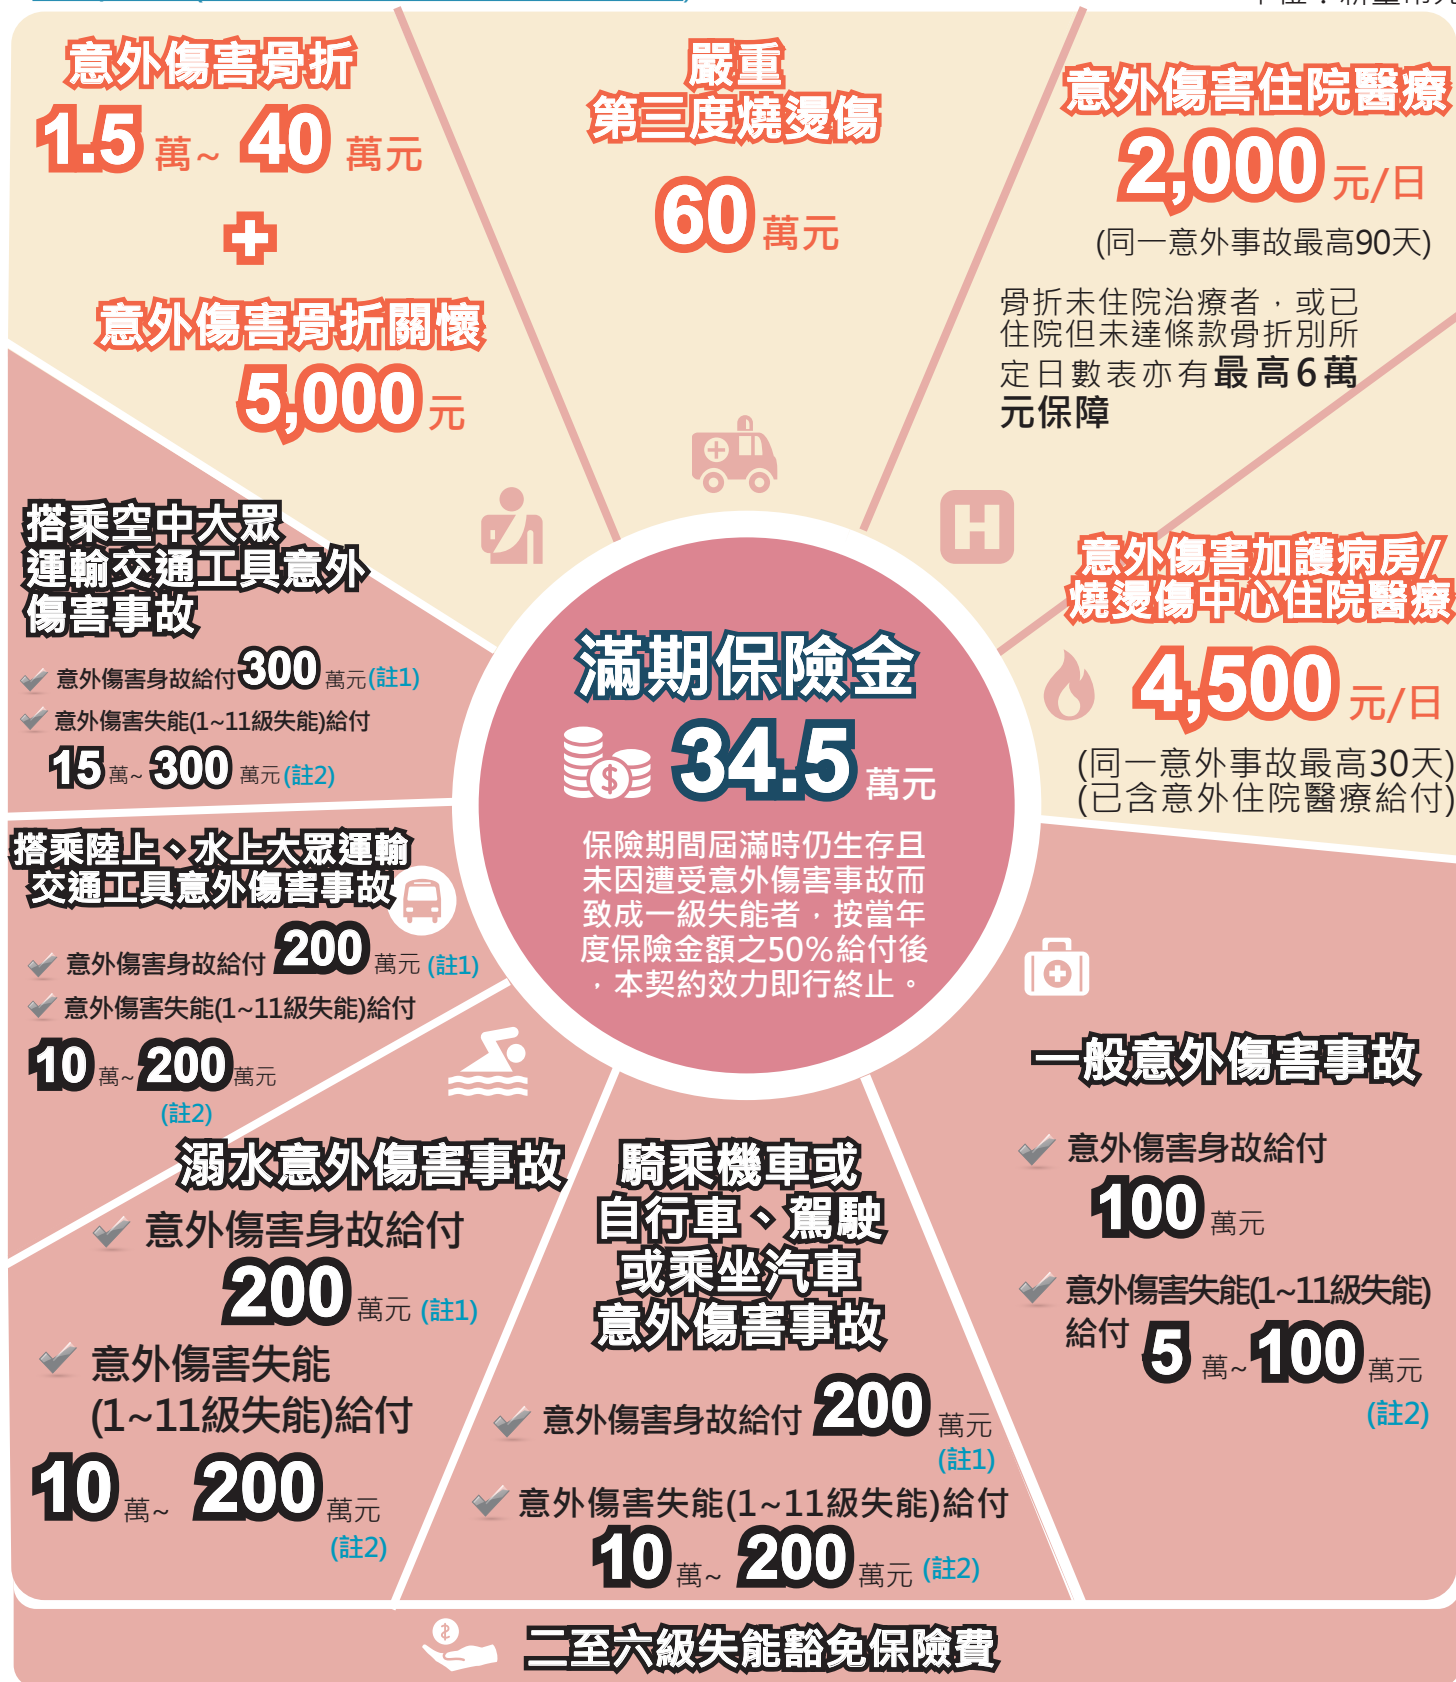 意外傷害骨折
1.5萬~ 40萬元
意外傷害骨折關懷
5,000元
嚴重
第三度燒燙傷
60萬元
意外傷害住院醫療
2,000元/日
(同一意外事故最高90天)
骨折未住院治療者，或已
住院但未達條款骨折別所
定日數表亦有最高6萬
元保障
意外傷害加護病房/
燒燙傷中心住院醫療
4,500元/日
(同一意外事故最高30天)
(已含意外住院醫療給付)
搭乘空中大眾
運輸交通工具意外
傷害事故
意外傷害身故給付300萬元(註1)
意外傷害失能(1~11級失能)給付
15萬~300萬元(註2)
滿期保險金
34.5萬元
保險期間屆滿時仍生存且
未因遭受意外傷害事故而
致成一級失能者，按當年
度保險金額之50%給付後
，本契約效力即行終止。
搭乘陸上、水上大眾運輸
交通工具意外傷害事故
意外傷害身故給付 200萬元 (註1)
意外傷害失能(1~11級失能)給付
10萬~200萬元
(註2)
溺水意外傷害事故
意外傷害身故給付
200萬元 (註1)
意外傷害失能
(1~11級失能)給付
10萬~ 200萬元
(註2)
騎乘機車或
自行車、駕駛
或乘坐汽車
意外傷害事故
意外傷害身故給付 200萬元
(註1)
意外傷害失能(1~11級失能)給付
10萬~ 200萬元 (註2)
一般意外傷害事故
意外傷害身故給付
100萬元
意外傷害失能(1~11級失能)
給付 5萬~100萬元
(註2)
二至六級失能豁免保險費